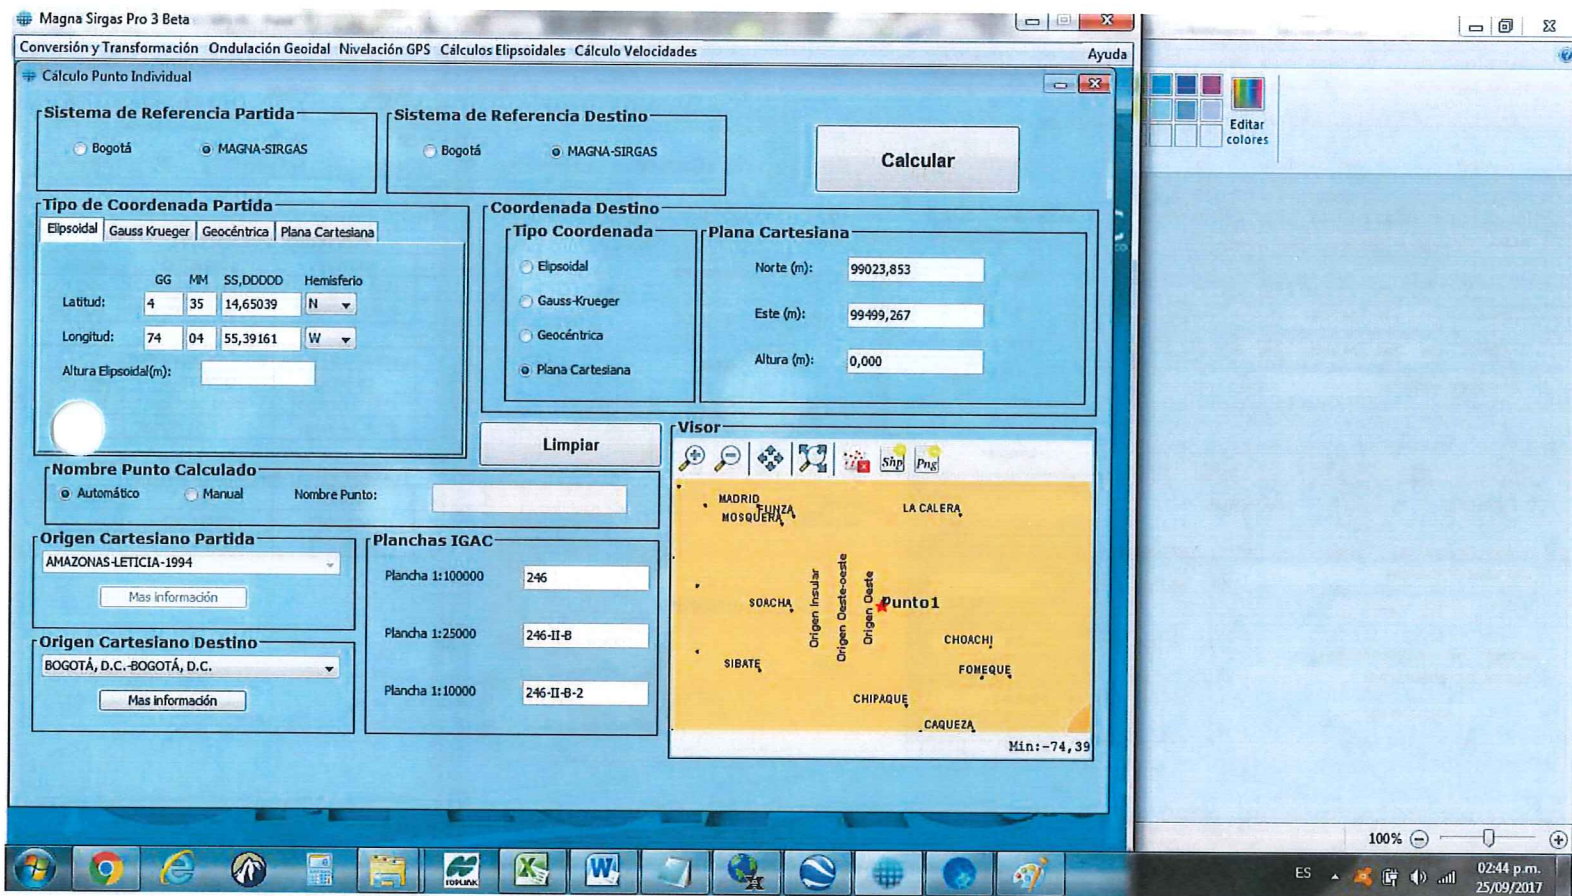 Magna Sirgas Pro 3 Beta
Conversión y Transformación Ondulación Geoidal Nivelación GPS Cálculos Elipsoidales Cálculo Velocidades
Ayuda
Cálculo Punto Individual
Sistema de Referencia Partida
Bogotá MAGNA-SIRGAS
Sistema de Referencia Destino
Bogotá MAGNA-SIRGAS
Calcular
Editar
colores
Tipo de Coordenada Partida
Elipsoidal Gauss Krueger Geocéntrica Plana Cartesiana
GG MM SS,DDDDD Hemisferio
Latitud: 4 35 14,65039 N
Longitud: 74 04 55,39161 W
Altura Elipsoidal(m):
Coordenada Destino
Tipo Coordenada
Elipsoidal
Gauss-Krueger
Geocéntrica
Plana Cartesiana
Plana Cartesiana
Norte (m): 99023,853
Este (m): 99499,267
Altura (m): 0,000
Limpiar
Nombre Punto Calculado
Automático Manual Nombre Punto:
Origen Cartesiano Partida
AMAZONAS-LETICIA-1994
Mas información
Origen Cartesiano Destino
BOGOTÁ, D.C.-BOGOTÁ, D.C.
Mas información
Planchas IGAC
Plancha 1:100000 246
Plancha 1:25000 246-II-B
Plancha 1:10000 246-II-B-2
Visor
Shp Png
MADRID
FUNZA
MOSQUERA
LA CALERA
Origen Insular
Origen Oeste-oeste
Origen Oeste
SOACHA
Punto1
CHOACHI
SIBATE
FOMEQUE
CHIPAQUE
CAQUEZA
Min:-74,39
100%
TOPLINK
ES
02:44 p.m.
25/09/2017